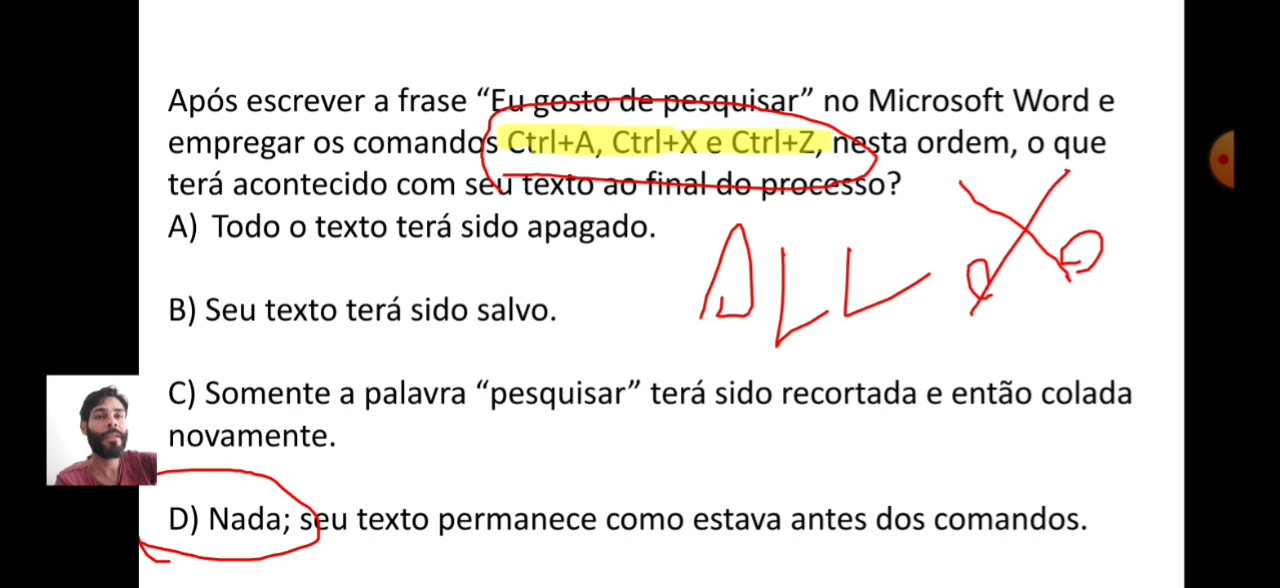 Após escrever a frase “Eu gosto de pesquisar” no Microsoft Word e
empregar os comandos Ctrl+A, Ctrl+X e Ctrl+Z, nesta ordem, o que
terá acontecido com seu texto ao final do processo?
A) Todo o texto terá sido apagado.
ALL
B) Seu texto terá sido salvo.
C) Somente a palavra “pesquisar” terá sido recortada e então colada
novamente.
D) Nada; seu texto permanece como estava antes dos comandos.